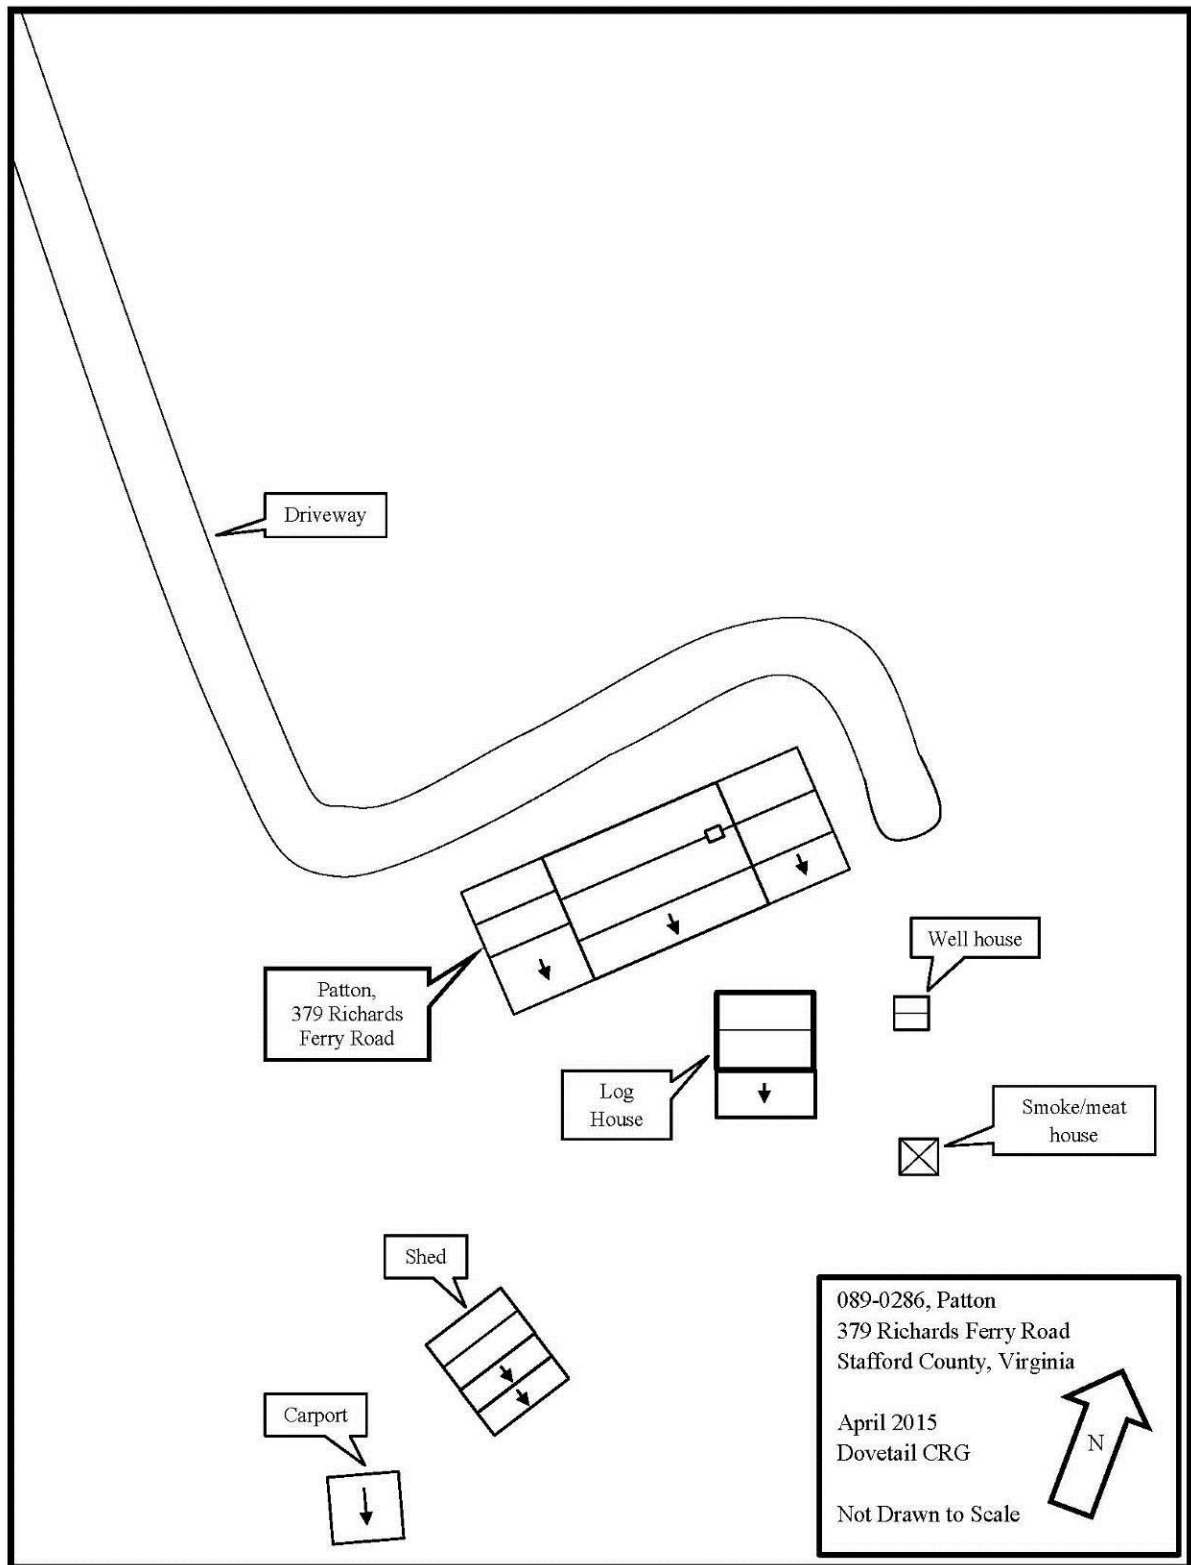 Driveway
Well house
Patton,
379 Richards
Ferry Road
Log
House
Smoke/meat
house
Shed
Carport
089-0286, Patton
379 Richards Ferry Road
Stafford County, Virginia
April 2015
Dovetail CRG
N
Not Drawn to Scale